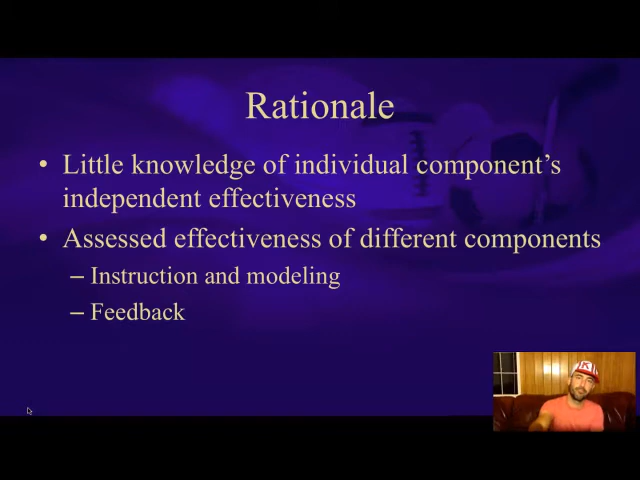 Rationale
• Little knowledge of individual component's
independent effectiveness
• Assessed effectiveness of different components
– Instruction and modeling
– Feedback